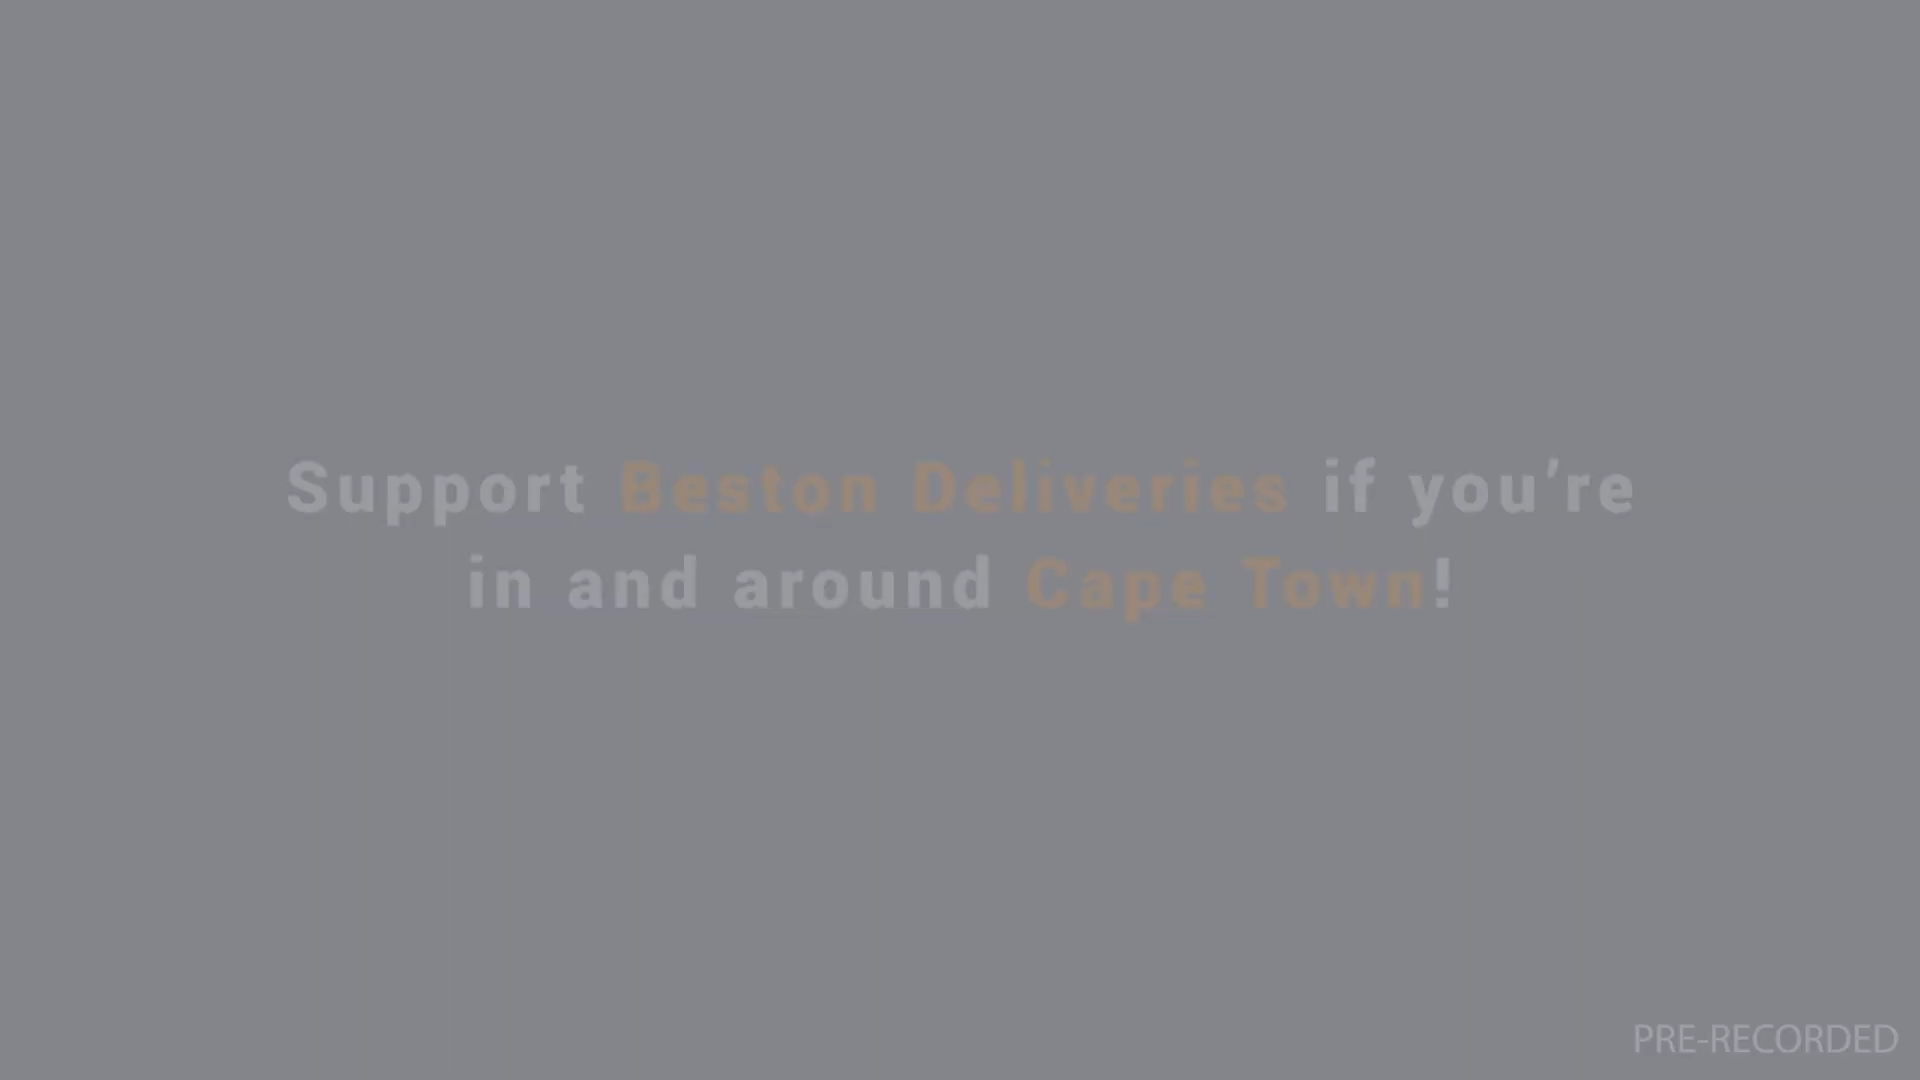 Support Beston Deliveries if you’re
in and around Cape Town!
PRE-RECORDED